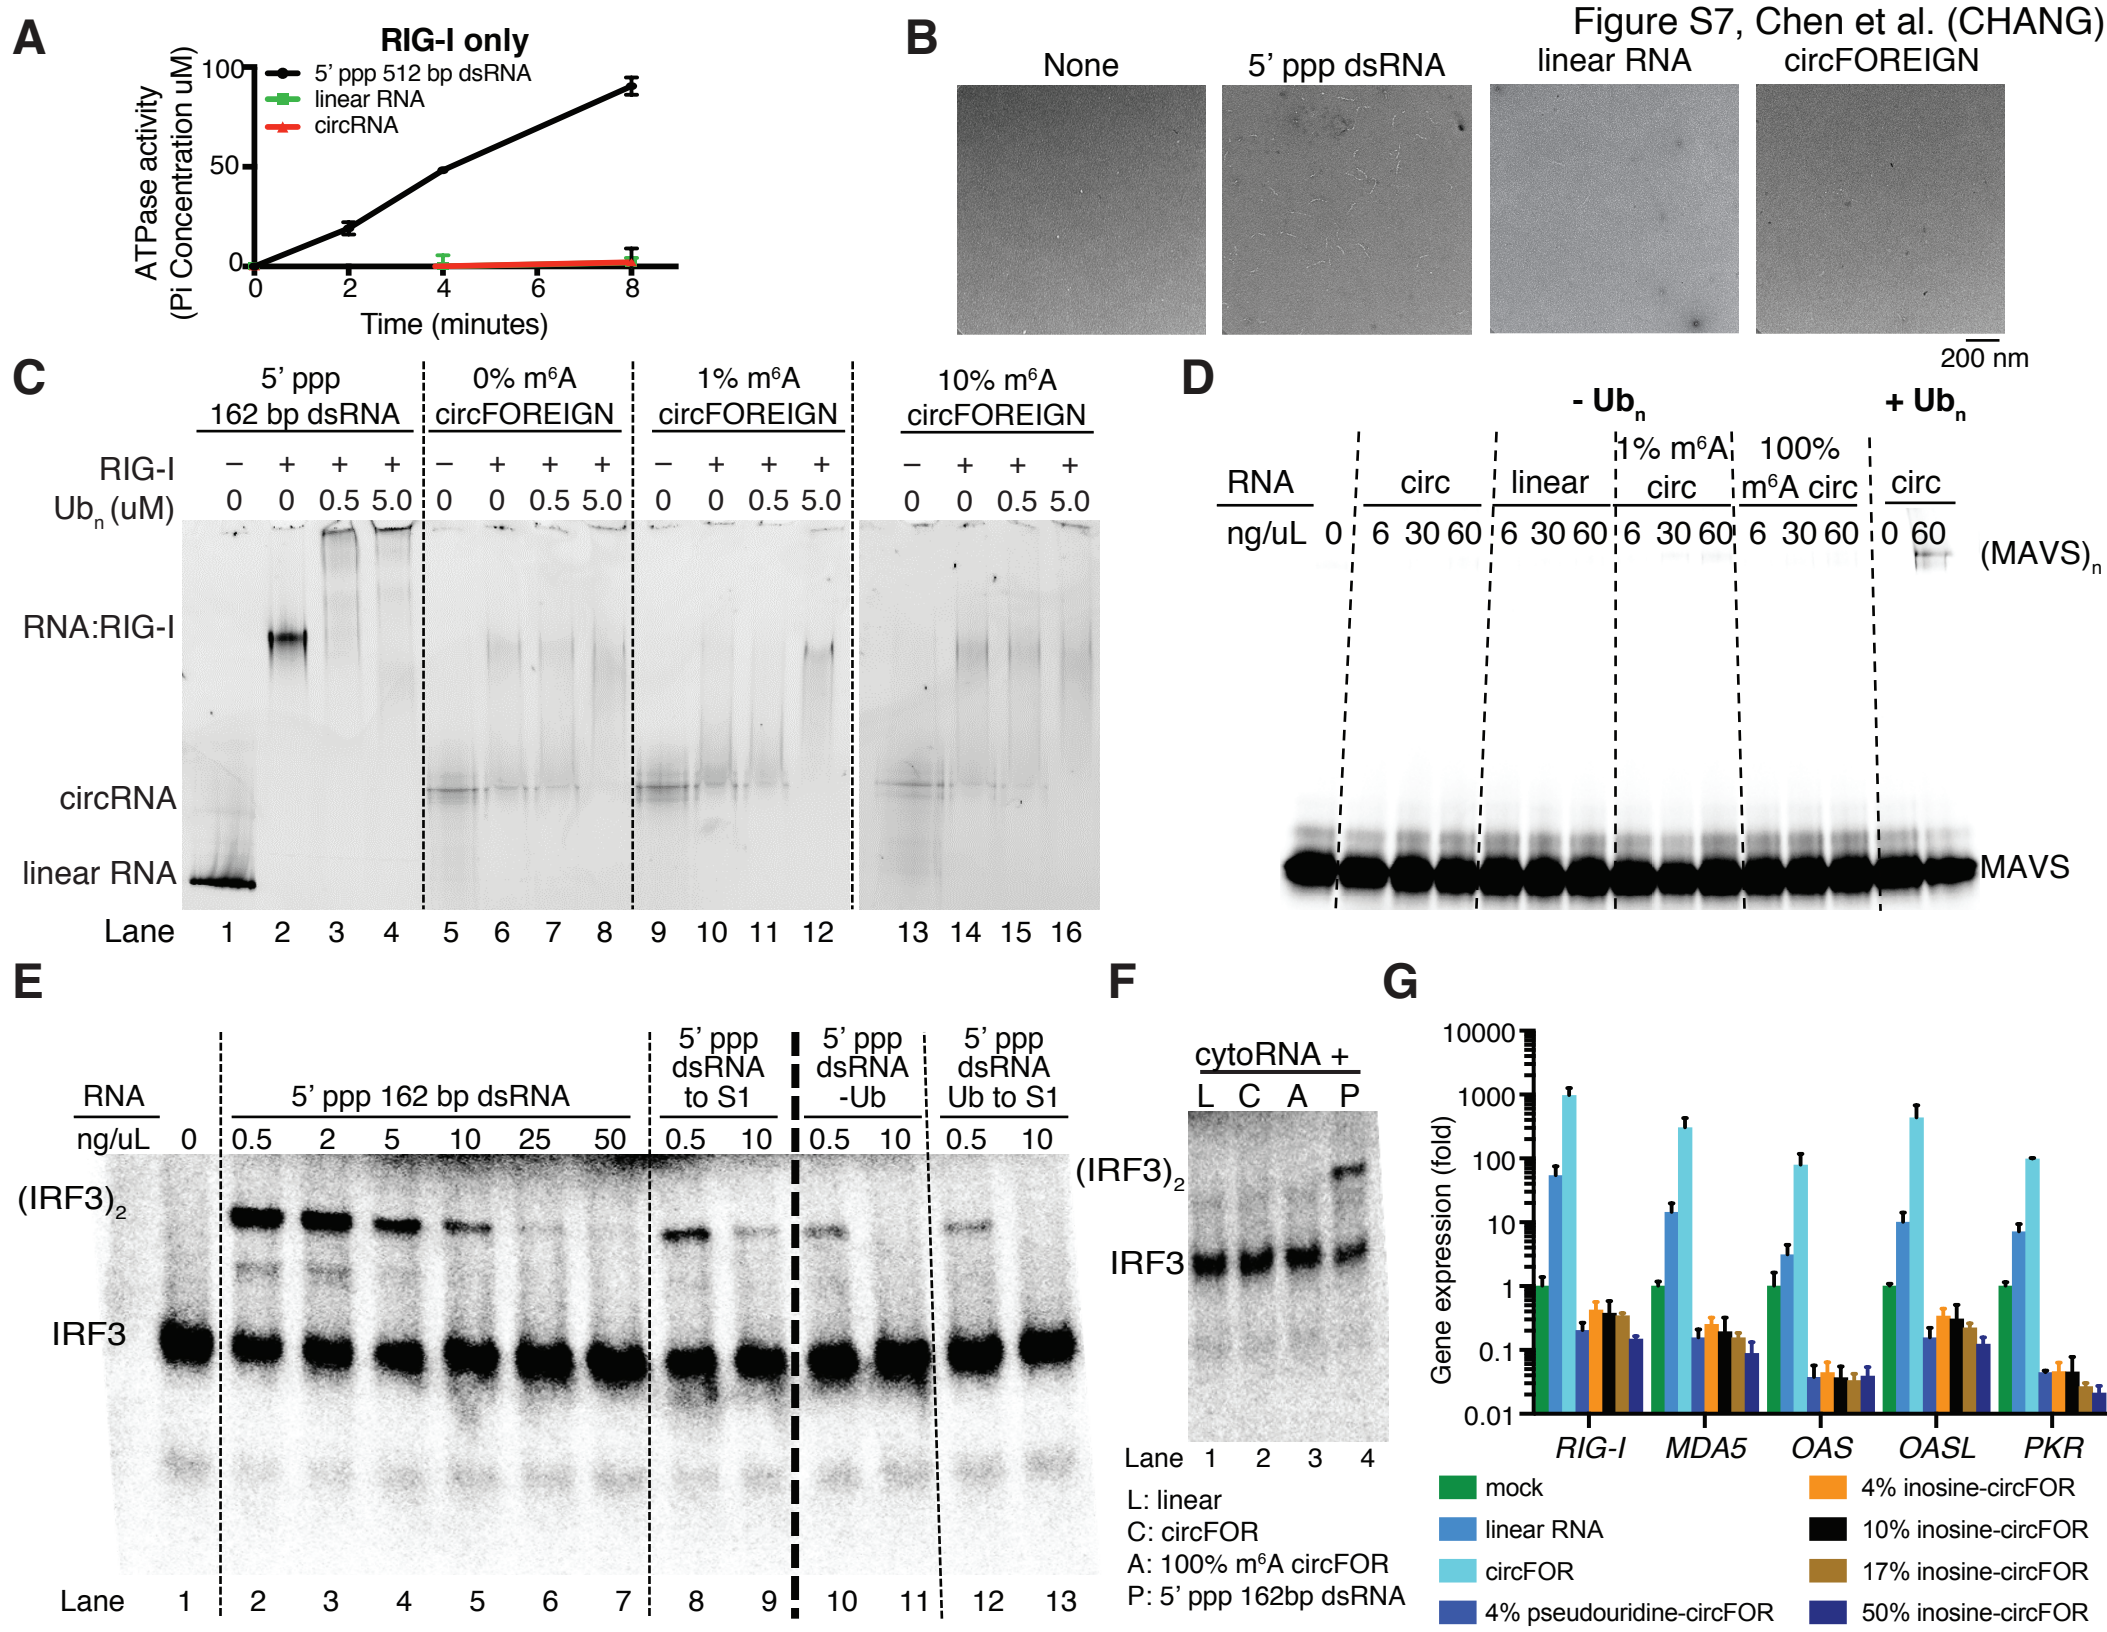 Figure S7, Chen et al. (CHANG)
A
RIG-I only
ATPase activity
(Pi Concentration uM)
100
50
0
5' ppp 512 bp dsRNA
linear RNA
circRNA
0 2 4 6 8
Time (minutes)
B
None
5' ppp dsRNA
linear RNA
circFOREIGN
200 nm
C
5' ppp
162 bp dsRNA
0% m⁶A
circFOREIGN
1% m⁶A
circFOREIGN
10% m⁶A
circFOREIGN
RIG-I − + + + − + + + − + + + − + + +
Ubₙ (uM) 0 0 0.5 5.0 0 0 0.5 5.0 0 0 0.5 5.0 0 0 0.5 5.0
RNA:RIG-I
circRNA
linear RNA
Lane 1 2 3 4 5 6 7 8 9 10 11 12 13 14 15 16
D
- Ubₙ
+ Ubₙ
RNA
circ
linear
1% m⁶A
circ
100%
m⁶A circ
circ
ng/uL 0 6 30 60 6 30 60 6 30 60 6 30 60 0 60
(MAVS)ₙ
MAVS
E
RNA
5' ppp 162 bp dsRNA
5' ppp
dsRNA
to S1
5' ppp
dsRNA
-Ub
5' ppp
dsRNA
Ub to S1
ng/uL 0 0.5 2 5 10 25 50 0.5 10 0.5 10 0.5 10
(IRF3)₂
IRF3
Lane 1 2 3 4 5 6 7 8 9 10 11 12 13
F
cytoRNA +
L C A P
(IRF3)₂
IRF3
Lane 1 2 3 4
L: linear
C: circFOR
A: 100% m⁶A circFOR
P: 5' ppp 162bp dsRNA
G
Gene expression (fold)
10000
1000
100
10
1
0.1
0.01
RIG-I MDA5 OAS OASL PKR
mock
linear RNA
circFOR
4% pseudouridine-circFOR
4% inosine-circFOR
10% inosine-circFOR
17% inosine-circFOR
50% inosine-circFOR